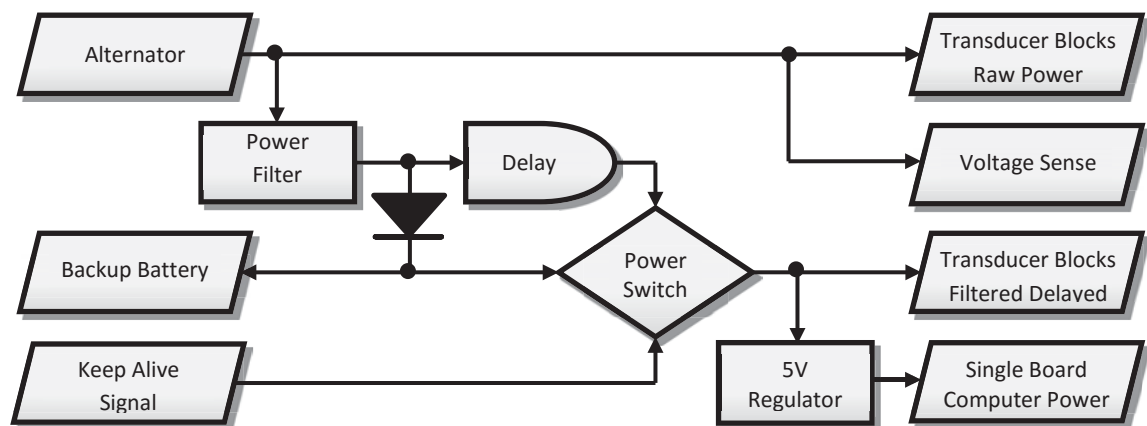 Alternator
Transducer Blocks
Raw Power
Power
Filter
Delay
Voltage Sense
Backup Battery
Power
Switch
Transducer Blocks
Filtered Delaved
Keep Alive
Signal
5V
Regulator
Single Board
Computer Power